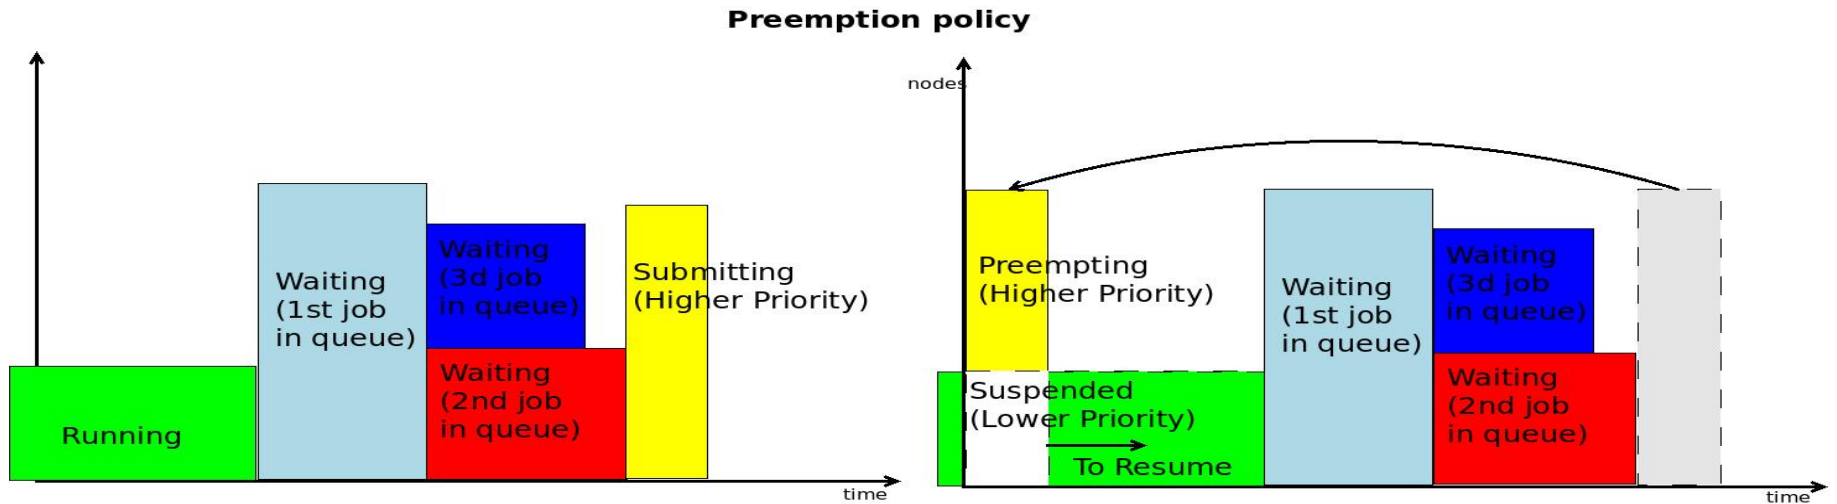 Preemption policy
Running
Waiting
(1st job
in queue)
Waiting
(3d job
in queue)
Waiting
(2nd job
in queue)
Submitting
(Higher Priority)
time
nodes
Preempting
(Higher Priority)
Suspended
(Lower Priority)
To Resume
Waiting
(1st job
in queue)
Waiting
(3d job
in queue)
Waiting
(2nd job
in queue)
time